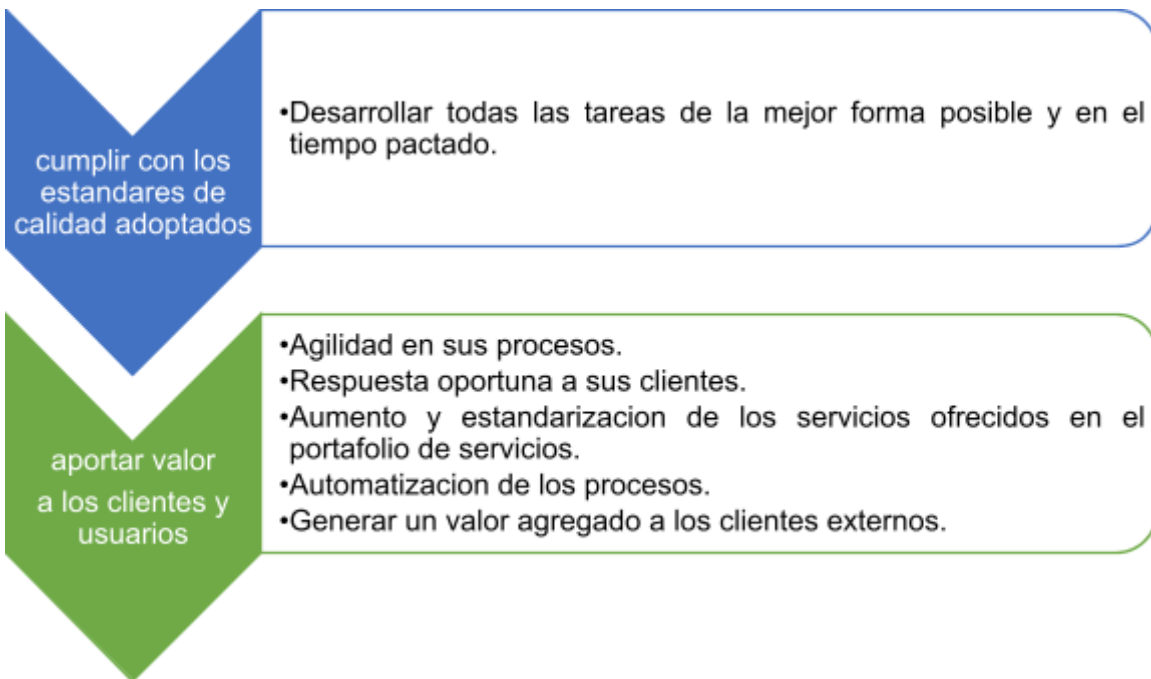 cumplir con los
estandares de
calidad adoptados
•Desarrollar todas las tareas de la mejor forma posible y en el
tiempo pactado.
aportar valor
a los clientes y
usuarios
•Agilidad en sus procesos.
•Respuesta oportuna a sus clientes.
•Aumento y estandarizacion de los servicios ofrecidos en el
portafolio de servicios.
•Automatizacion de los procesos.
•Generar un valor agregado a los clientes externos.